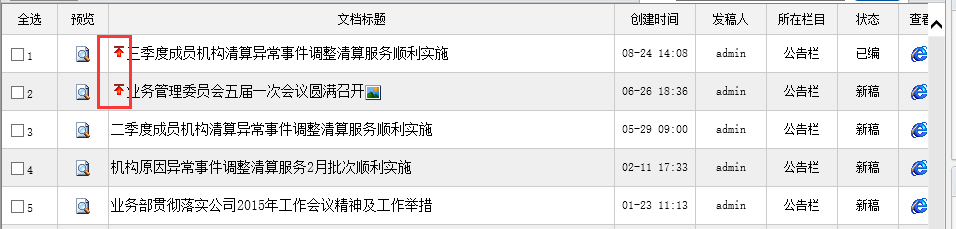 全选 预览 文档标题 创建时间 发稿人 所在栏目 状态 查看
1 三季度成员机构清算异常事件调整清算服务顺利实施 08-24 14:08 admin 公告栏 已编
2 业务管理委员会五届一次会议圆满召开 06-26 18:36 admin 公告栏 新稿
3 二季度成员机构清算异常事件调整清算服务顺利实施 05-29 09:00 admin 公告栏 新稿
4 机构原因异常事件调整清算服务2月批次顺利实施 02-11 17:33 admin 公告栏 新稿
5 业务部贯彻落实公司2015年工作会议精神及工作举措 01-23 11:13 admin 公告栏 新稿